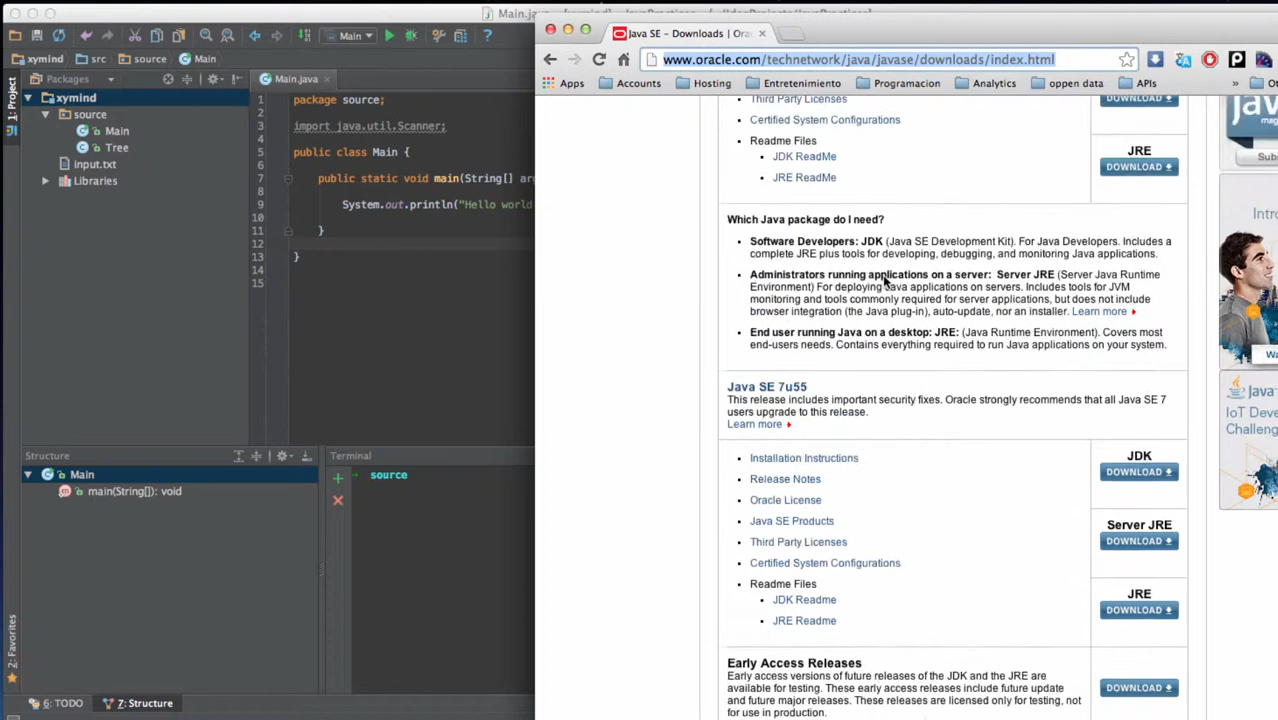 Main.java
Main
xymind
src
source
Main
1: Project
Packages
xymind
source
Main
Tree
input.txt
Libraries
Main.java
1 package source;
2
3 import java.util.Scanner;
4
5 public class Main {
6
7 public static void main(String[]
8
9 System.out.println("Hello world
10
11 }
12
13 }
14
15
Structure
Main
main(String[]): void
Terminal
source
2: Favorites
6: TODO
7: Structure
Java SE - Downloads | Ora
www.oracle.com/technetwork/java/javase/downloads/index.html
Apps
Accounts
Hosting
Entretenimiento
Programacion
Analytics
oppen data
APIs
»
Third Party Licenses
DOWNLOAD
Certified System Configurations
Readme Files
JDK ReadMe
JRE ReadMe
JRE
DOWNLOAD
Which Java package do I need?
Software Developers: JDK (Java SE Development Kit). For Java Developers. Includes a
complete JRE plus tools for developing, debugging, and monitoring Java applications.
Administrators running applications on a server: Server JRE (Server Java Runtime
Environment) For deploying Java applications on servers. Includes tools for JVM
monitoring and tools commonly required for server applications, but does not include
browser integration (the Java plug-in), auto-update, nor an installer. Learn more
End user running Java on a desktop: JRE: (Java Runtime Environment). Covers most
end-users needs. Contains everything required to run Java applications on your system.
Java SE 7u55
This release includes important security fixes. Oracle strongly recommends that all Java SE 7
users upgrade to this release.
Learn more
Installation Instructions
Release Notes
Oracle License
Java SE Products
Third Party Licenses
Certified System Configurations
Readme Files
JDK Readme
JRE Readme
JDK
DOWNLOAD
Server JRE
DOWNLOAD
JRE
DOWNLOAD
Early Access Releases
Early access versions of future releases of the JDK and the JRE are
available for testing. These early access releases include future update
and future major releases. These releases are licensed only for testing, not
for use in production.
DOWNLOAD
Java
Intro
Java
IoT Deve
Challeng